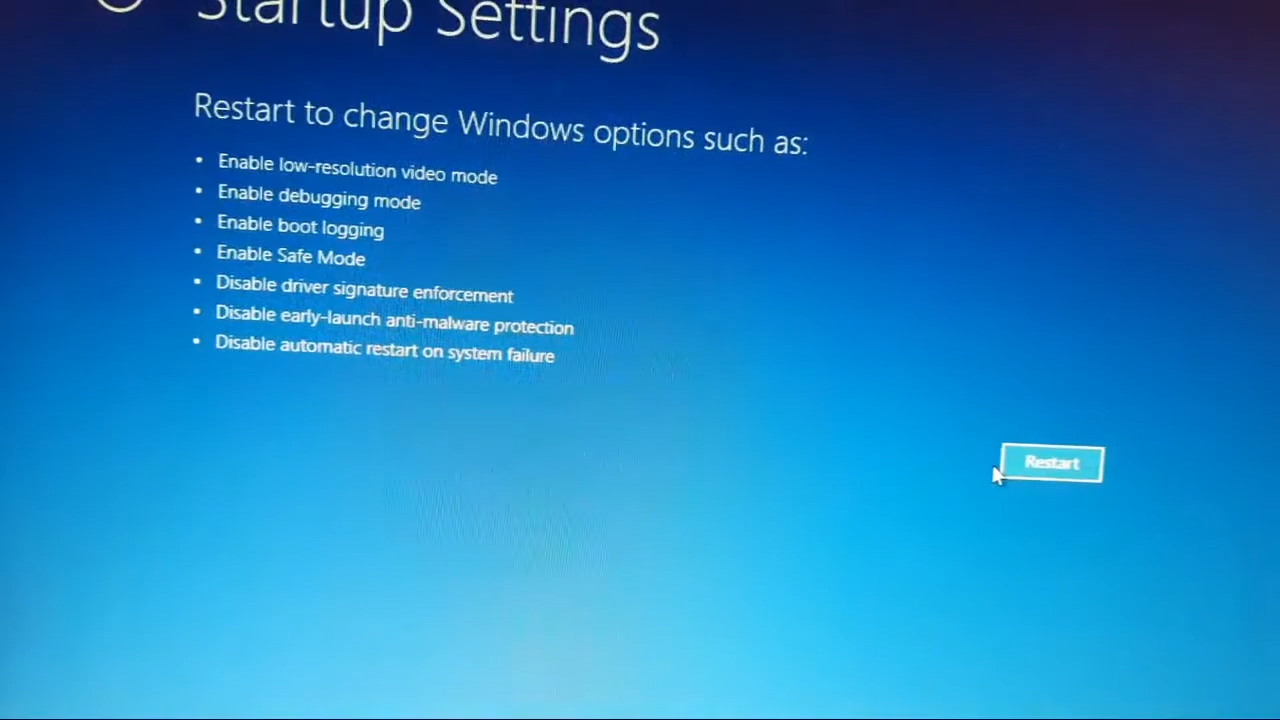 Startup Settings
Restart to change Windows options such as:
• Enable low-resolution video mode
• Enable debugging mode
• Enable boot logging
• Enable Safe Mode
• Disable driver signature enforcement
• Disable early-launch anti-malware protection
• Disable automatic restart on system failure
Restart